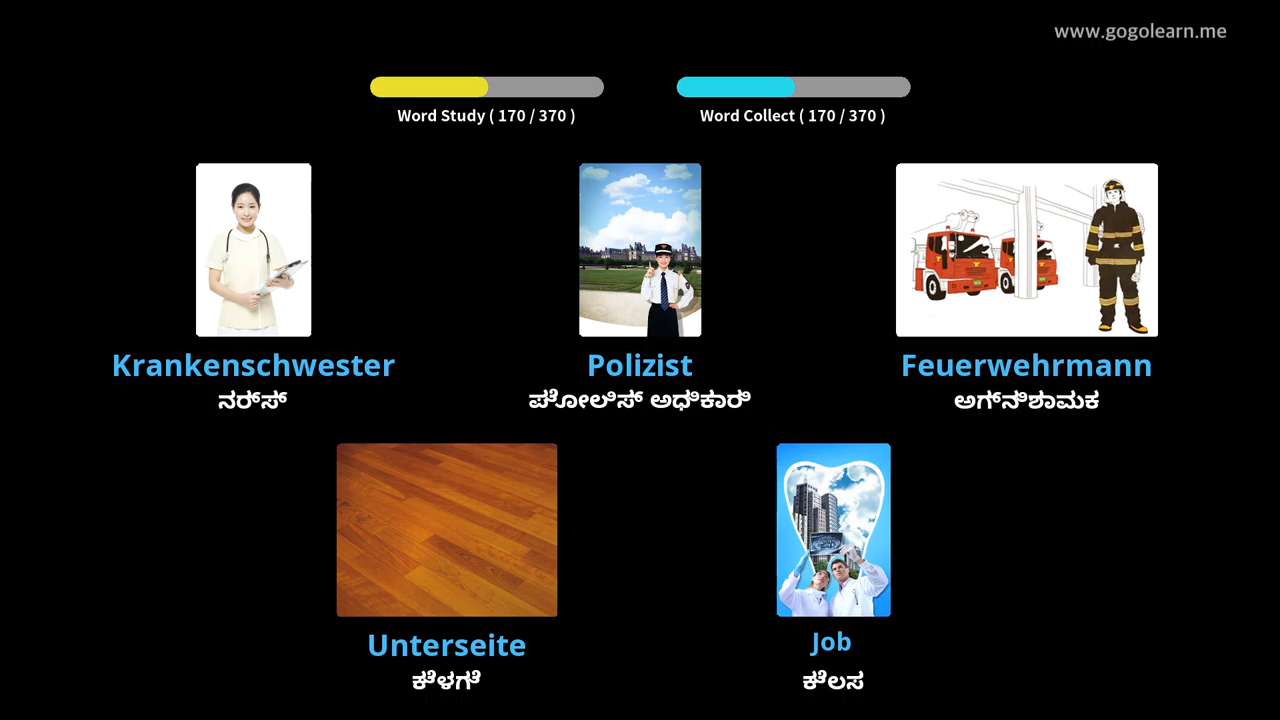 www.gogolearn.me
Word Study ( 170 / 370 )
Word Collect ( 170 / 370 )
Krankenschwester
Polizist
Feuerwehrmann
ನರ್ಸ್
ಪೋಲಿಸ್ ಅಧಿಕಾರಿ
ಅಗ್ನಿಶಾಮಕ
Unterseite
Job
ಕೆಳಗೆ
ಕೆಲಸ